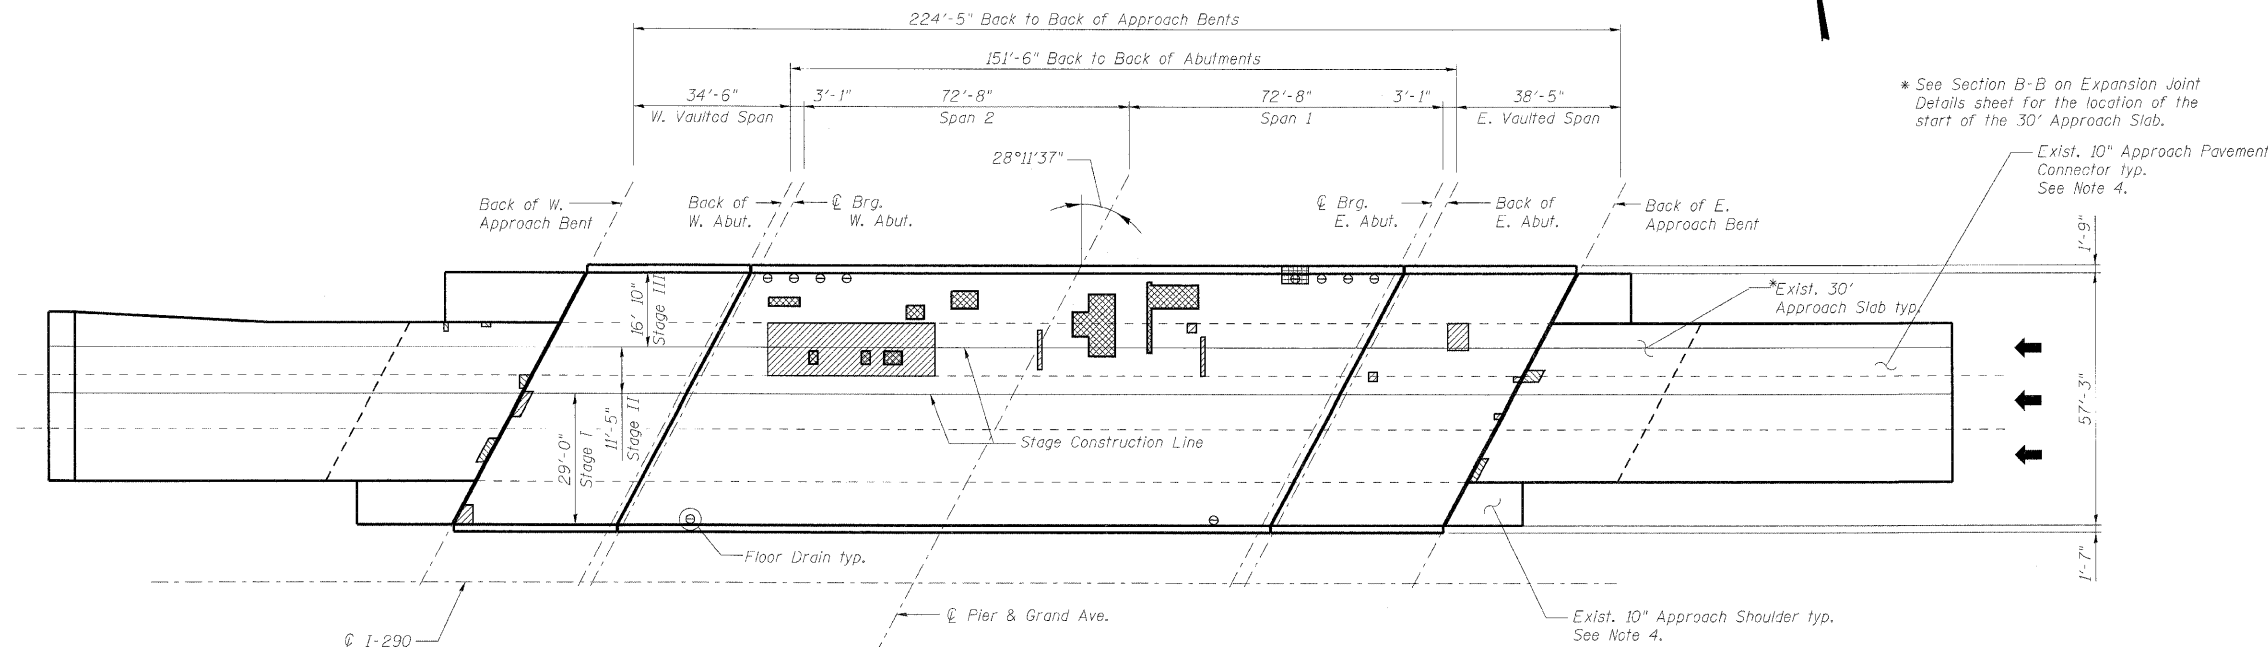 224'-5" Back to Back of Approach Bents
151'-6" Back to Back of Abutments
34'-6"
W. Vaulted Span
3'-1"
72'-8"
Span 2
72'-8"
Span 1
3'-1"
38'-5"
E. Vaulted Span
* See Section B-B on Expansion Joint
Details sheet for the location of the
start of the 30' Approach Slab.
28°11'37"
Exist. 10" Approach Pavement
Connector typ.
See Note 4.
Back of W.
Approach Bent
Back of
W. Abut.
℄ Brg.
W. Abut.
℄ Brg.
E. Abut.
Back of
E. Abut.
Back of E.
Approach Bent
1'-9"
16' 10"
Stage III
*Exist. 30'
Approach Slab typ.
11'-5"
Stage II
29'-0"
Stage I
57'-3"
Stage Construction Line
Floor Drain typ.
1'-7"
℄ Pier & Grand Ave.
℄ I-290
Exist. 10" Approach Shoulder typ.
See Note 4.